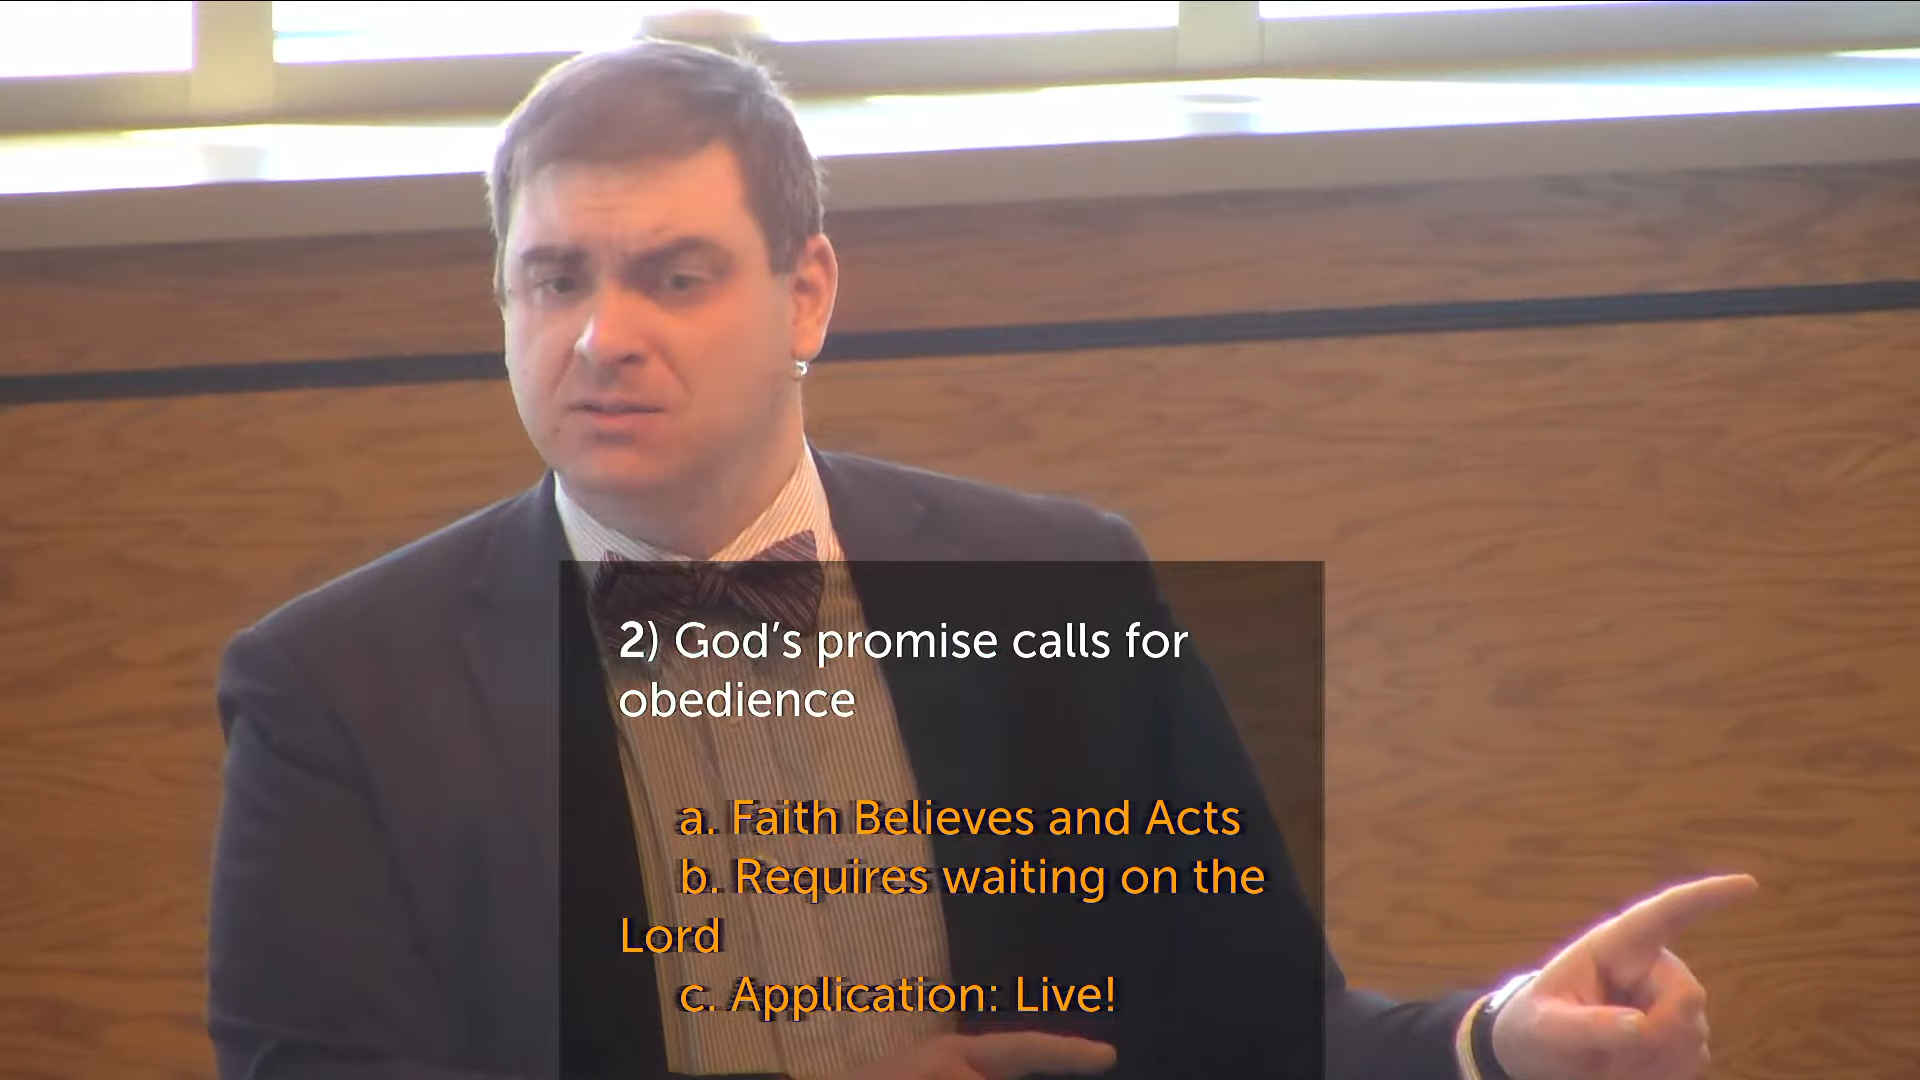 2) God’s promise calls for
obedience
a. Faith Believes and Acts
b. Requires waiting on the
Lord
c. Application: Live!